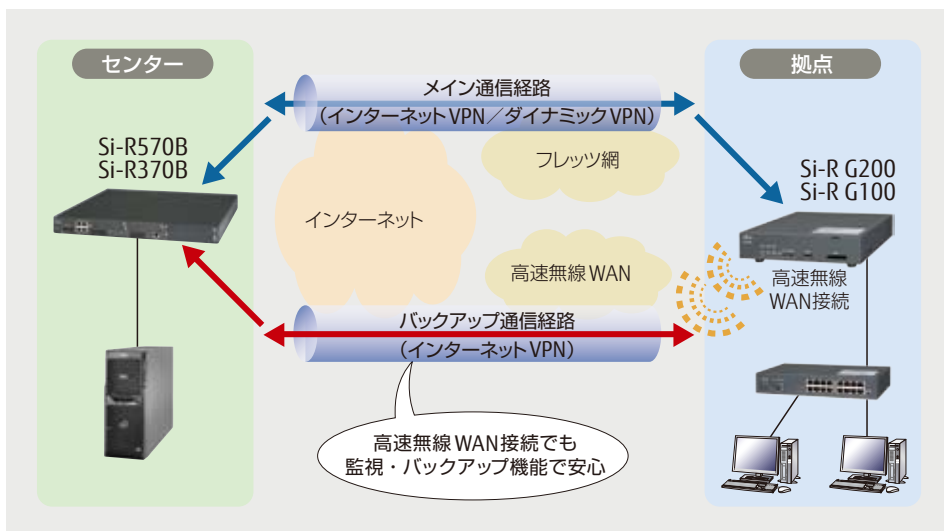 センター
拠点
メイン通信経路
(インターネットVPN／ダイナミックVPN)
Si-R570B
Si-R370B
フレッツ網
Si-R G200
Si-R G100
インターネット
高速無線WAN
高速無線
WAN接続
バックアップ通信経路
(インターネットVPN)
高速無線WAN接続でも
監視・バックアップ機能で安心